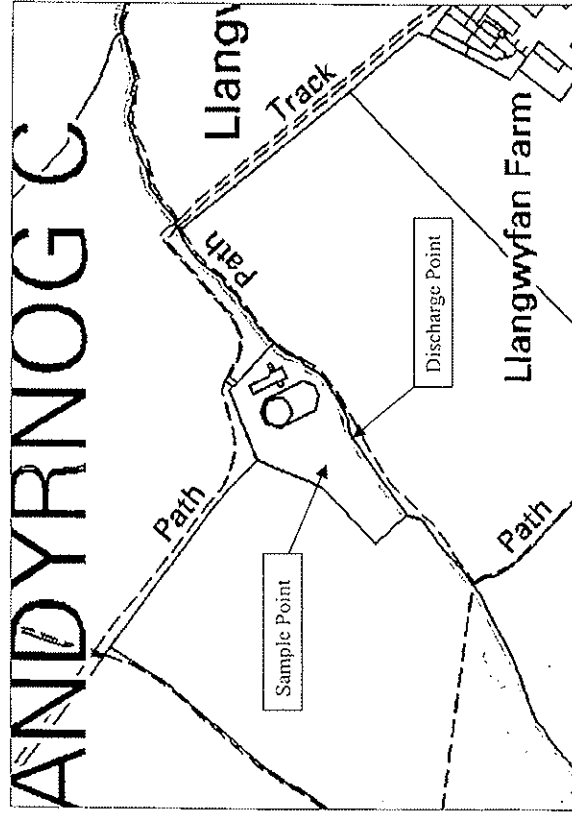 ANDYRNOG C
Llangw
Track
Path
Path
Discharge Point
Sample Point
Llangwyfan Farm
Path